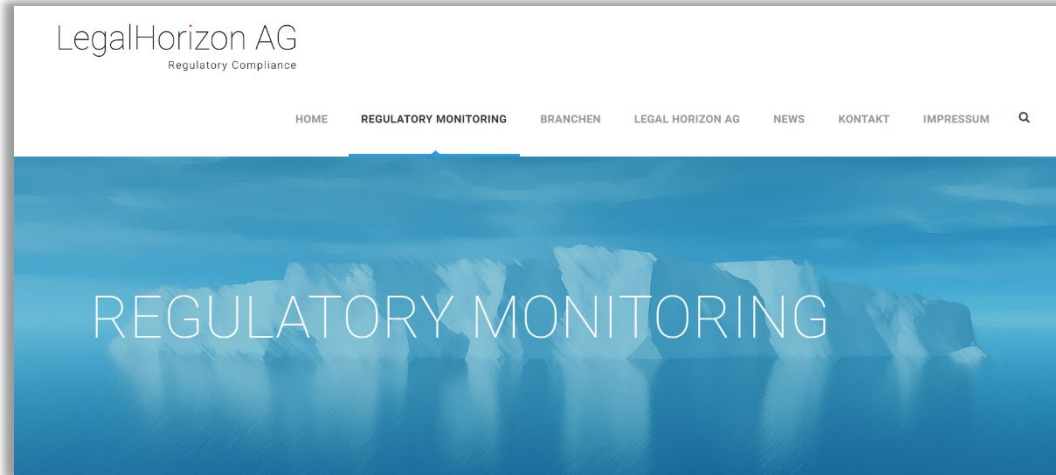 LegalHorizon AG
Regulatory Compliance
HOME REGULATORY MONITORING BRANCHEN LEGAL HORIZON AG NEWS KONTAKT IMPRESSUM
REGULATORY MONITORING